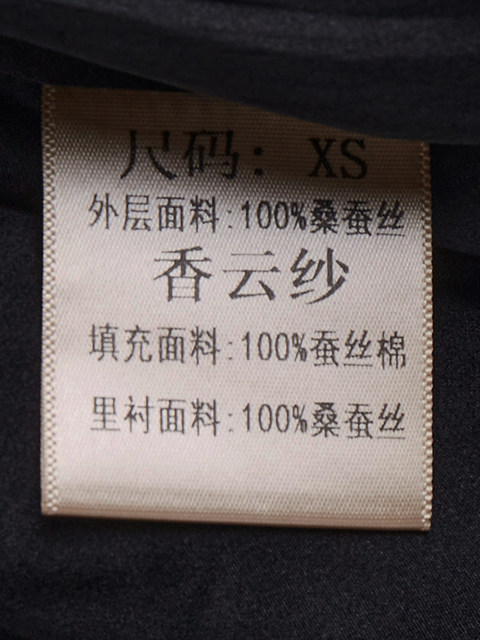 尺码: XS
外层面料:100%桑蚕丝
香云纱
填充面料:100%蚕丝棉
里衬面料:100%桑蚕丝